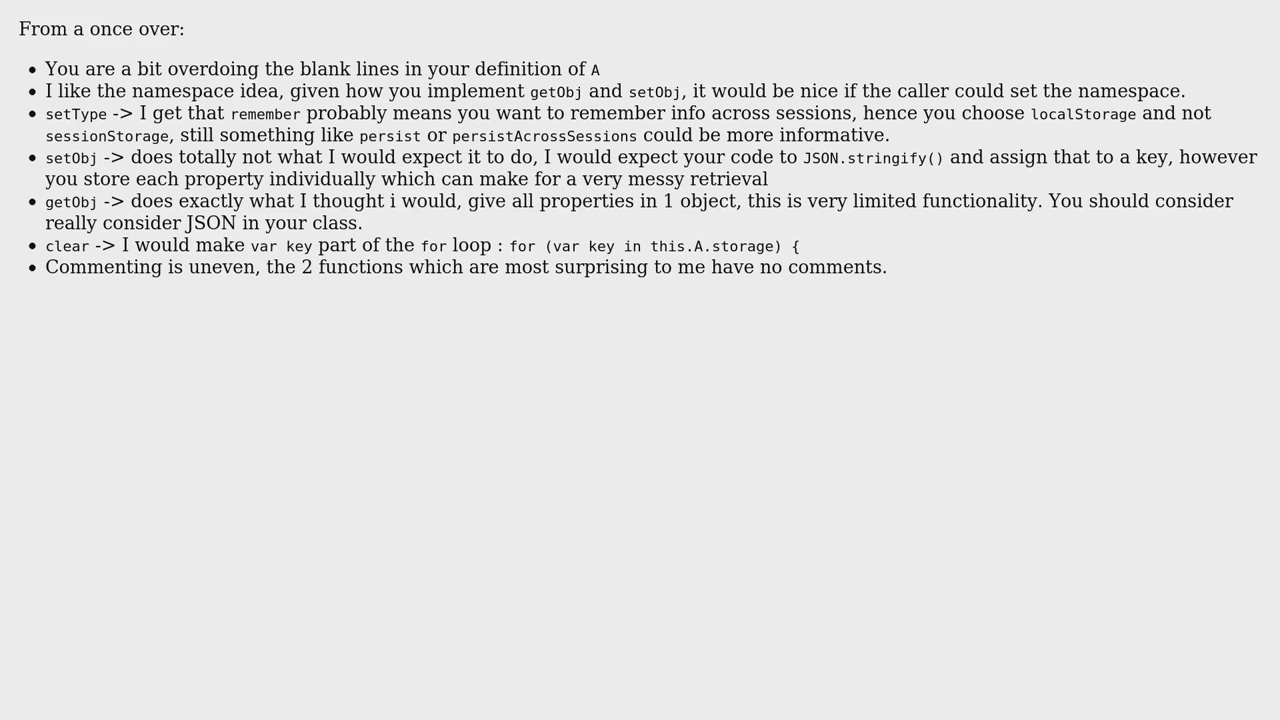 From a once over:
• You are a bit overdoing the blank lines in your definition of A
• I like the namespace idea, given how you implement getObj and setObj, it would be nice if the caller could set the namespace.
• setType -> I get that remember probably means you want to remember info across sessions, hence you choose localStorage and not
sessionStorage, still something like persist or persistAcrossSessions could be more informative.
• setObj -> does totally not what I would expect it to do, I would expect your code to JSON.stringify() and assign that to a key, however
you store each property individually which can make for a very messy retrieval
• getObj -> does exactly what I thought i would, give all properties in 1 object, this is very limited functionality. You should consider
really consider JSON in your class.
• clear -> I would make var key part of the for loop : for (var key in this.A.storage) {
• Commenting is uneven, the 2 functions which are most surprising to me have no comments.